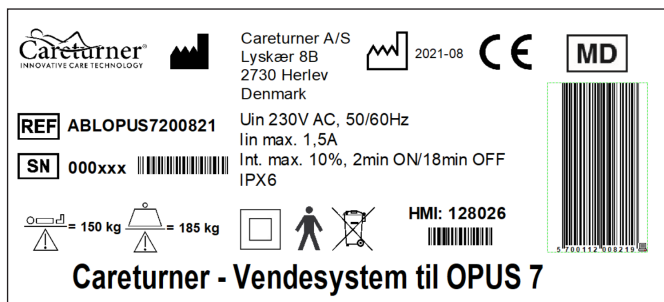 Careturner®
INNOVATIVE CARE TECHNOLOGY
Careturner A/S
Lyskær 8B
2730 Herlev
Denmark
2021-08
CE
MD
REF ABLOPUS7200821
SN 000xxx
Uin 230V AC, 50/60Hz
Iin max. 1,5A
Int. max. 10%, 2min ON/18min OFF
IPX6
= 150 kg
= 185 kg
HMI: 128026
5 700112 008219
Careturner - Vendesystem til OPUS 7